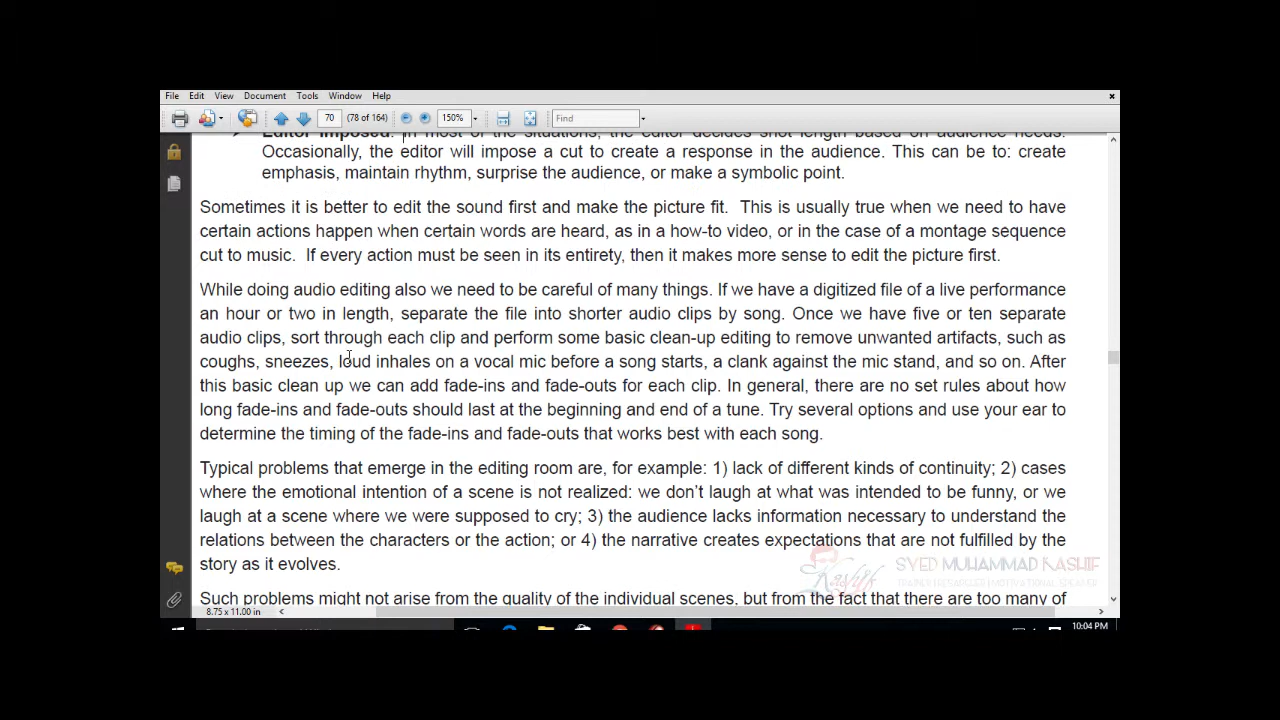 File Edit View Document Tools Window Help
70 (78 of 164) 150% Find
Editor Imposed: In most of the situations, the editor decides shot length based on audience needs.
Occasionally, the editor will impose a cut to create a response in the audience. This can be to: create
emphasis, maintain rhythm, surprise the audience, or make a symbolic point.
Sometimes it is better to edit the sound first and make the picture fit. This is usually true when we need to have
certain actions happen when certain words are heard, as in a how-to video, or in the case of a montage sequence
cut to music. If every action must be seen in its entirety, then it makes more sense to edit the picture first.
While doing audio editing also we need to be careful of many things. If we have a digitized file of a live performance
an hour or two in length, separate the file into shorter audio clips by song. Once we have five or ten separate
audio clips, sort through each clip and perform some basic clean-up editing to remove unwanted artifacts, such as
coughs, sneezes, loud inhales on a vocal mic before a song starts, a clank against the mic stand, and so on. After
this basic clean up we can add fade-ins and fade-outs for each clip. In general, there are no set rules about how
long fade-ins and fade-outs should last at the beginning and end of a tune. Try several options and use your ear to
determine the timing of the fade-ins and fade-outs that works best with each song.
Typical problems that emerge in the editing room are, for example: 1) lack of different kinds of continuity; 2) cases
where the emotional intention of a scene is not realized: we don’t laugh at what was intended to be funny, or we
laugh at a scene where we were supposed to cry; 3) the audience lacks information necessary to understand the
relations between the characters or the action; or 4) the narrative creates expectations that are not fulfilled by the
story as it evolves.
Kashif SYED MUHAMMAD KASHIF
Such problems might not arise from the quality of the individual scenes, but from the fact that there are too many of
8.75 x 11.00 in
10:04 PM